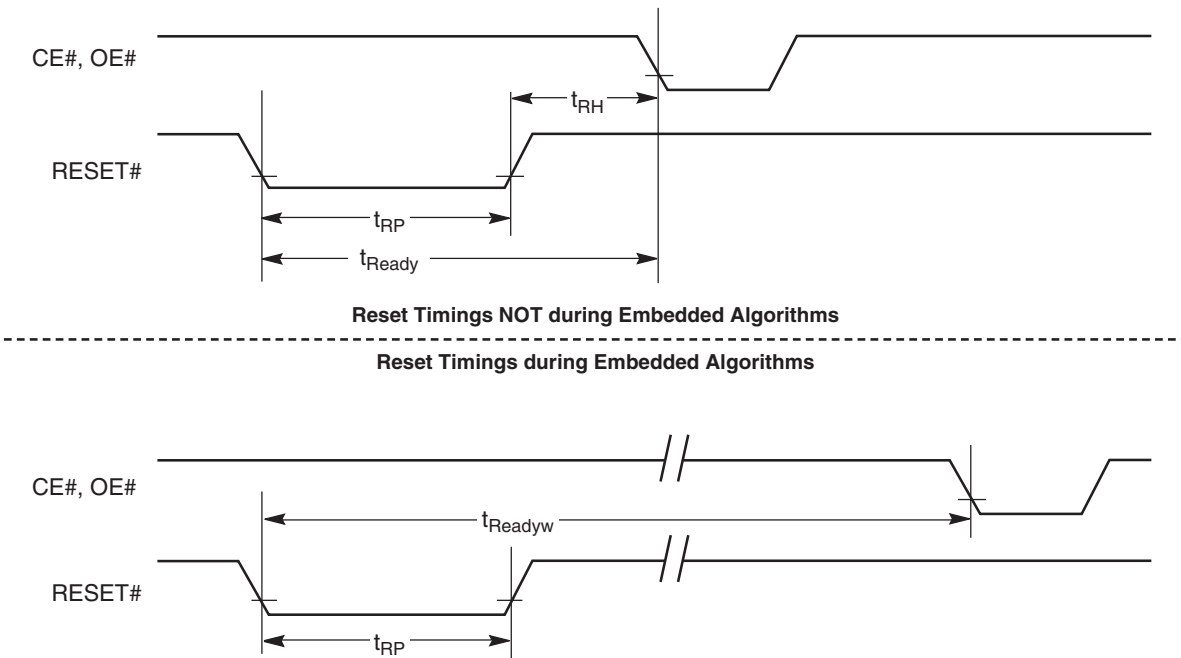 CE#, OE#
tRH
RESET#
tRP
tReady
Reset Timings NOT during Embedded Algorithms
Reset Timings during Embedded Algorithms
CE#, OE#
tReadyw
RESET#
tRP